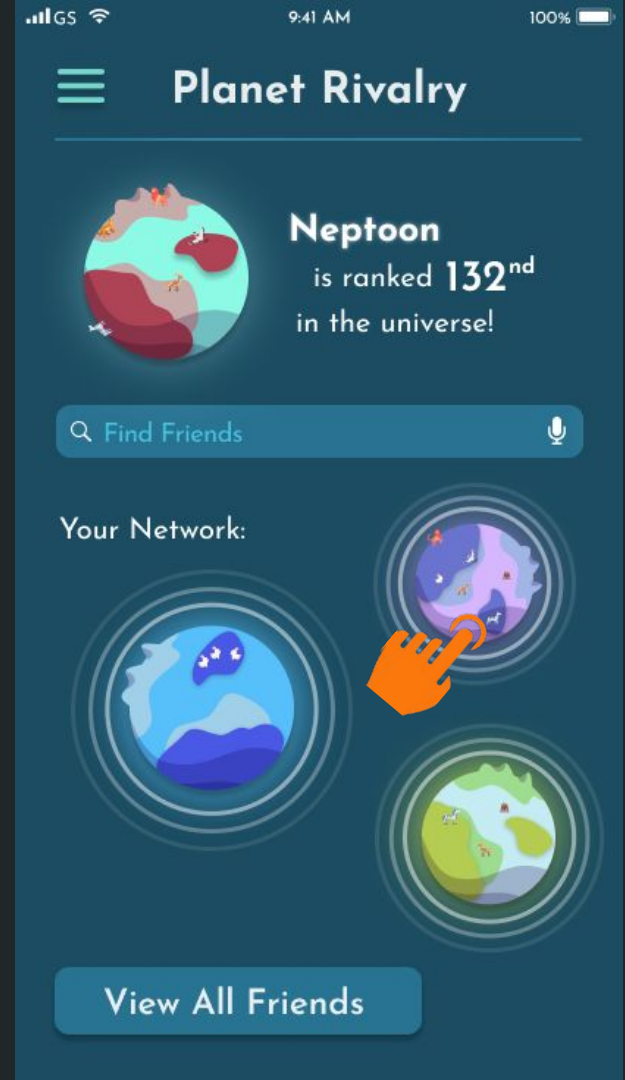 GS 9:41 AM 100%
Planet Rivalry
Neptoon
is ranked 132nd
in the universe!
Find Friends
Your Network:
View All Friends